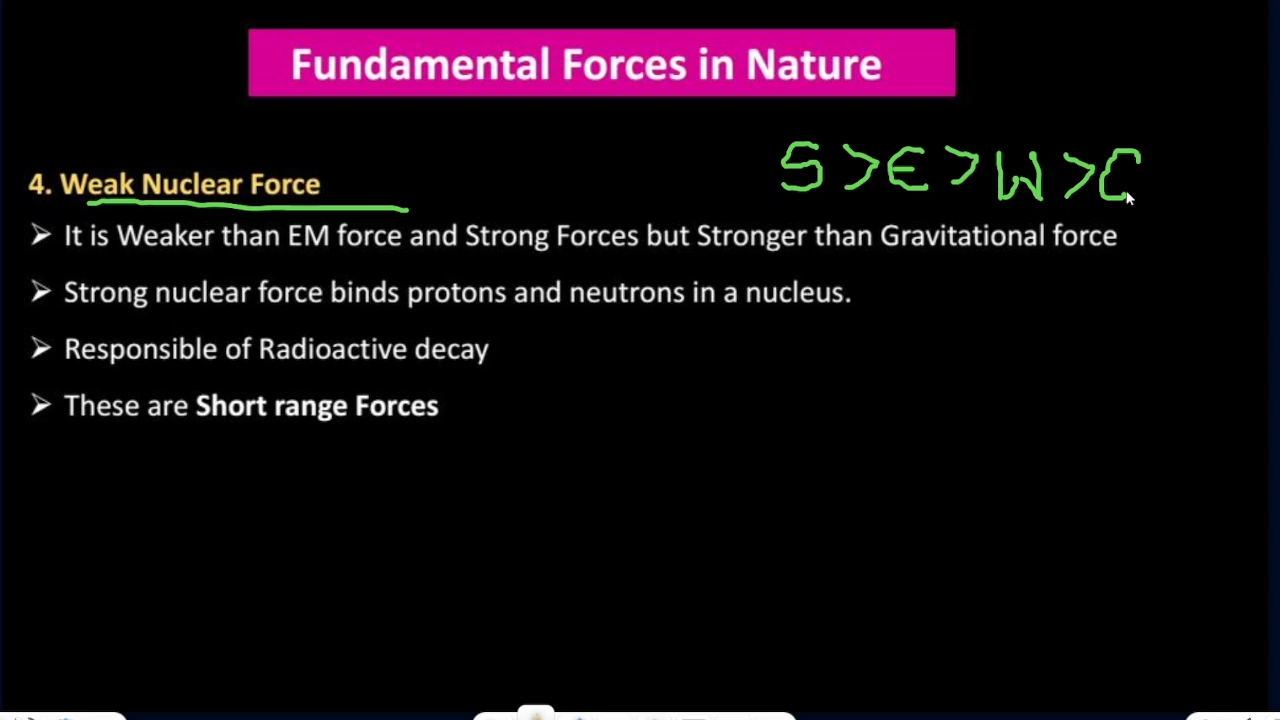 Fundamental Forces in Nature
S > E > W >
4. Weak Nuclear Force
➤ It is Weaker than EM force and Strong Forces but Stronger than Gravitational force
➤ Strong nuclear force binds protons and neutrons in a nucleus.
➤ Responsible of Radioactive decay
➤ These are Short range Forces